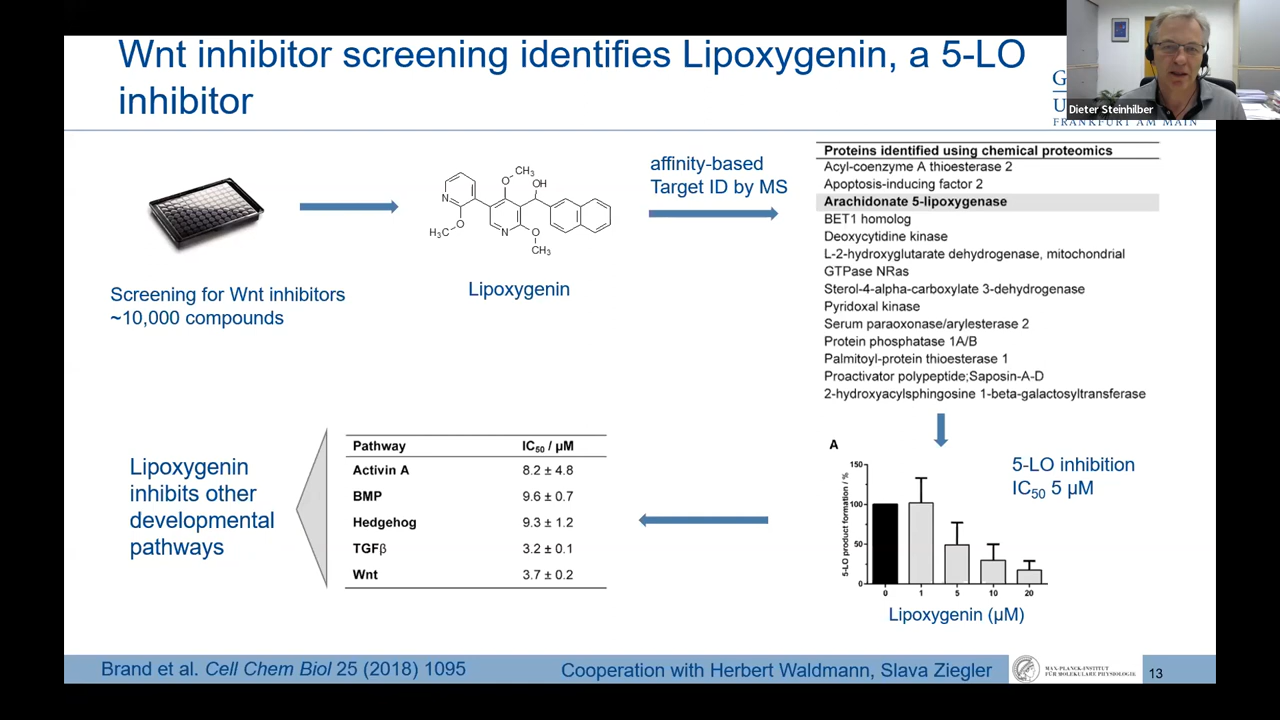 Wnt inhibitor screening identifies Lipoxygenin, a 5-LO
inhibitor
Dieter Steinhilber
FRANKFURT AM MAIN
Screening for Wnt inhibitors
~10,000 compounds
CH₃
O
OH
N
O
H₃C
N
O
CH₃
Lipoxygenin
affinity-based
Target ID by MS
Proteins identified using chemical proteomics
Acyl-coenzyme A thioesterase 2
Apoptosis-inducing factor 2
Arachidonate 5-lipoxygenase
BET1 homolog
Deoxycytidine kinase
L-2-hydroxyglutarate dehydrogenase, mitochondrial
GTPase NRas
Sterol-4-alpha-carboxylate 3-dehydrogenase
Pyridoxal kinase
Serum paraoxonase/arylesterase 2
Protein phosphatase 1A/B
Palmitoyl-protein thioesterase 1
Proactivator polypeptide;Saposin-A-D
2-hydroxyacylsphingosine 1-beta-galactosyltransferase
A
5-LO product formation / %
150
100
50
0
0 1 5 10 20
Lipoxygenin (µM)
5-LO inhibition
IC₅₀ 5 µM
Pathway IC₅₀ / µM
Activin A 8.2 ± 4.8
BMP 9.6 ± 0.7
Hedgehog 9.3 ± 1.2
TGFβ 3.2 ± 0.1
Wnt 3.7 ± 0.2
Lipoxygenin
inhibits other
developmental
pathways
Brand et al. Cell Chem Biol 25 (2018) 1095
Cooperation with Herbert Waldmann, Slava Ziegler
MAX-PLANCK-INSTITUT
FÜR MOLEKULARE PHYSIOLOGIE
13